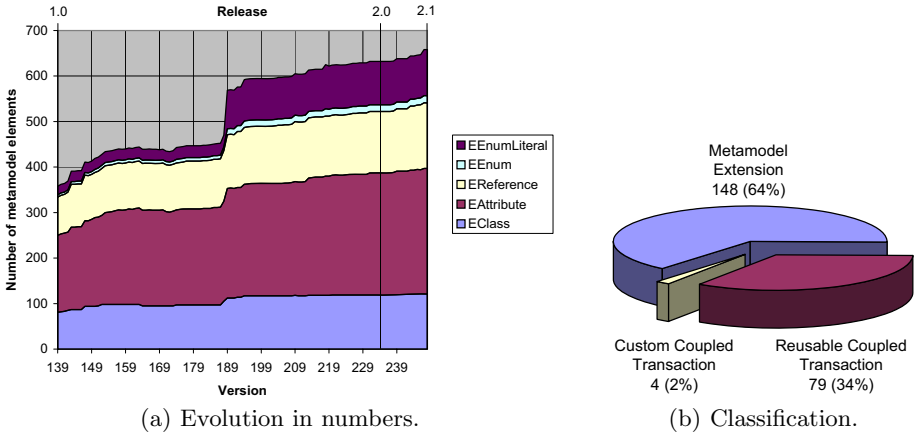 1.0 Release 2.0 2.1
700
600
500
400
300
200
100
0
Number of metamodel elements
139 149 159 169 179 189 199 209 219 229 239
Version
EEnumLiteral
EEnum
EReference
EAttribute
EClass
(a) Evolution in numbers.
Metamodel
Extension
148 (64%)
Custom Coupled
Transaction
4 (2%)
Reusable Coupled
Transaction
79 (34%)
(b) Classification.